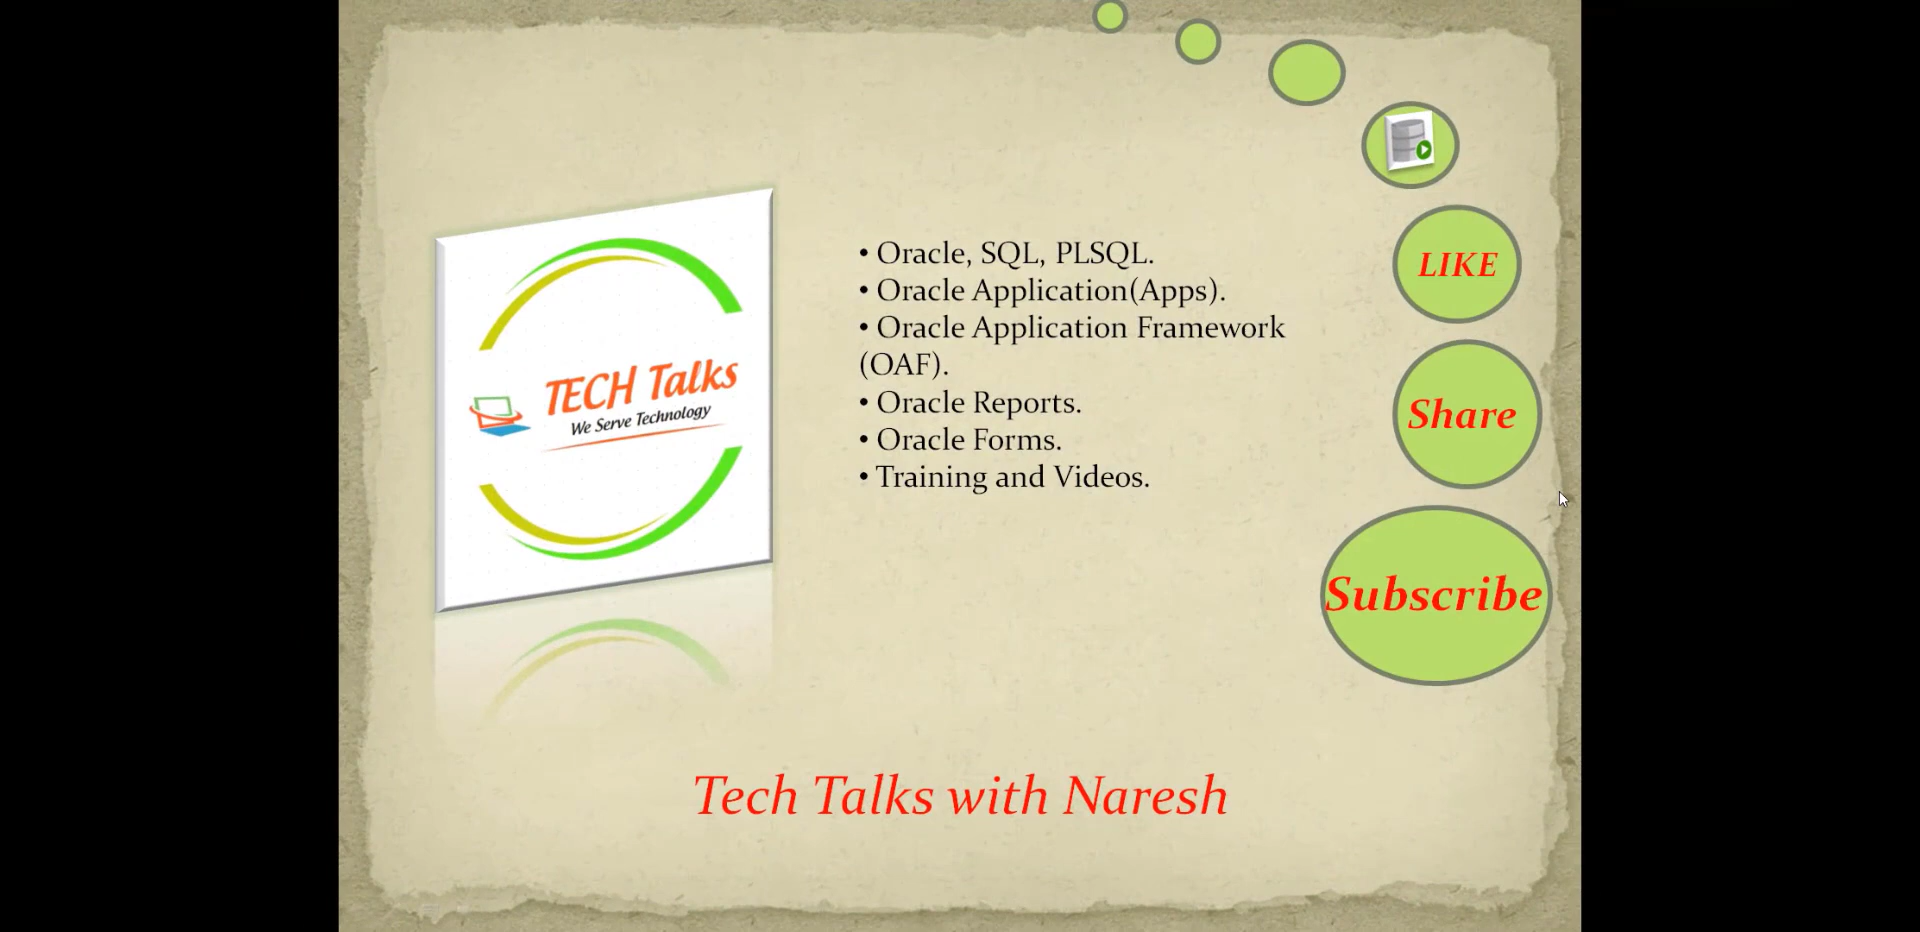 • Oracle, SQL, PLSQL.
• Oracle Application(Apps).
• Oracle Application Framework
(OAF).
• Oracle Reports.
• Oracle Forms.
• Training and Videos.
LIKE
Share
Subscribe
TECH Talks
We Serve Technology
Tech Talks with Naresh